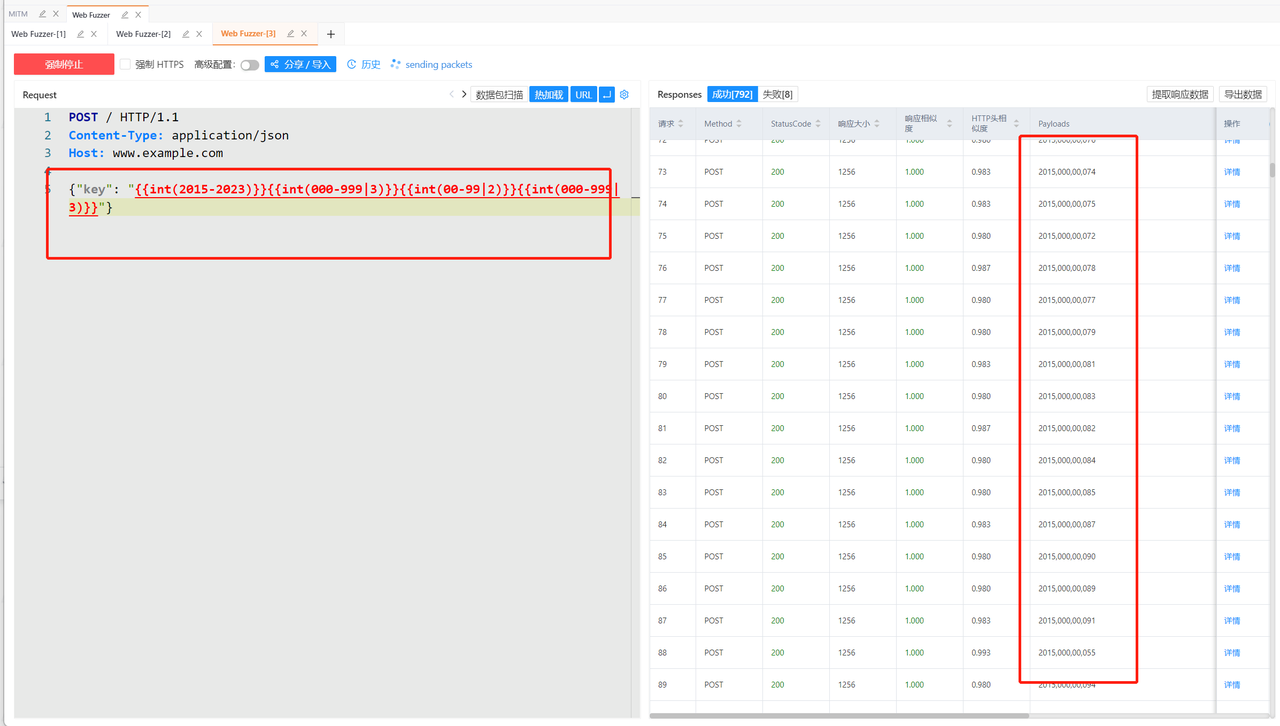 MITM
Web Fuzzer
Web Fuzzer-[1]
Web Fuzzer-[2]
Web Fuzzer-[3]
强制停止
强制 HTTPS
高级配置:
分享 / 导入
历史
sending packets
Request
数据包扫描
热加载
URL
1 POST / HTTP/1.1
2 Content-Type: application/json
3 Host: www.example.com
4
5 {"key": "{{int(2015-2023)}}{{int(000-999|3)}}{{int(00-99|2)}}{{int(000-999|
3)}}"}
Responses
成功[792]
失败[8]
提取响应数据
导出数据
请求 Method StatusCode 响应大小 响应相似度 HTTP头相似度 Payloads 操作
72 POST 200 1256 1.000 0.980 2015,000,00,076 详情
73 POST 200 1256 1.000 0.983 2015,000,00,074 详情
74 POST 200 1256 1.000 0.983 2015,000,00,075 详情
75 POST 200 1256 1.000 0.980 2015,000,00,072 详情
76 POST 200 1256 1.000 0.987 2015,000,00,078 详情
77 POST 200 1256 1.000 0.980 2015,000,00,077 详情
78 POST 200 1256 1.000 0.980 2015,000,00,079 详情
79 POST 200 1256 1.000 0.983 2015,000,00,081 详情
80 POST 200 1256 1.000 0.980 2015,000,00,083 详情
81 POST 200 1256 1.000 0.987 2015,000,00,082 详情
82 POST 200 1256 1.000 0.980 2015,000,00,084 详情
83 POST 200 1256 1.000 0.980 2015,000,00,085 详情
84 POST 200 1256 1.000 0.983 2015,000,00,087 详情
85 POST 200 1256 1.000 0.980 2015,000,00,090 详情
86 POST 200 1256 1.000 0.980 2015,000,00,089 详情
87 POST 200 1256 1.000 0.983 2015,000,00,091 详情
88 POST 200 1256 1.000 0.993 2015,000,00,055 详情
89 POST 200 1256 1.000 0.980 2015,000,00,094 详情